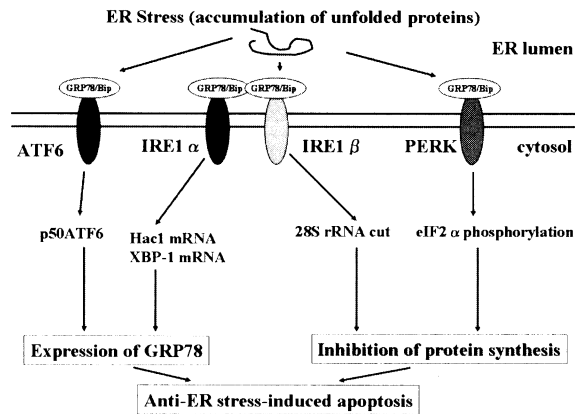 ER Stress (accumulation of unfolded proteins)
ER lumen
GRP78/Bip
GRP78/Bip
GRP78/Bip
GRP78/Bip
ATF6
IRE1 α
IRE1 β
PERK
cytosol
p50ATF6
Hac1 mRNA
XBP-1 mRNA
28S rRNA cut
eIF2 α phosphorylation
Expression of GRP78
Inhibition of protein synthesis
Anti-ER stress-induced apoptosis